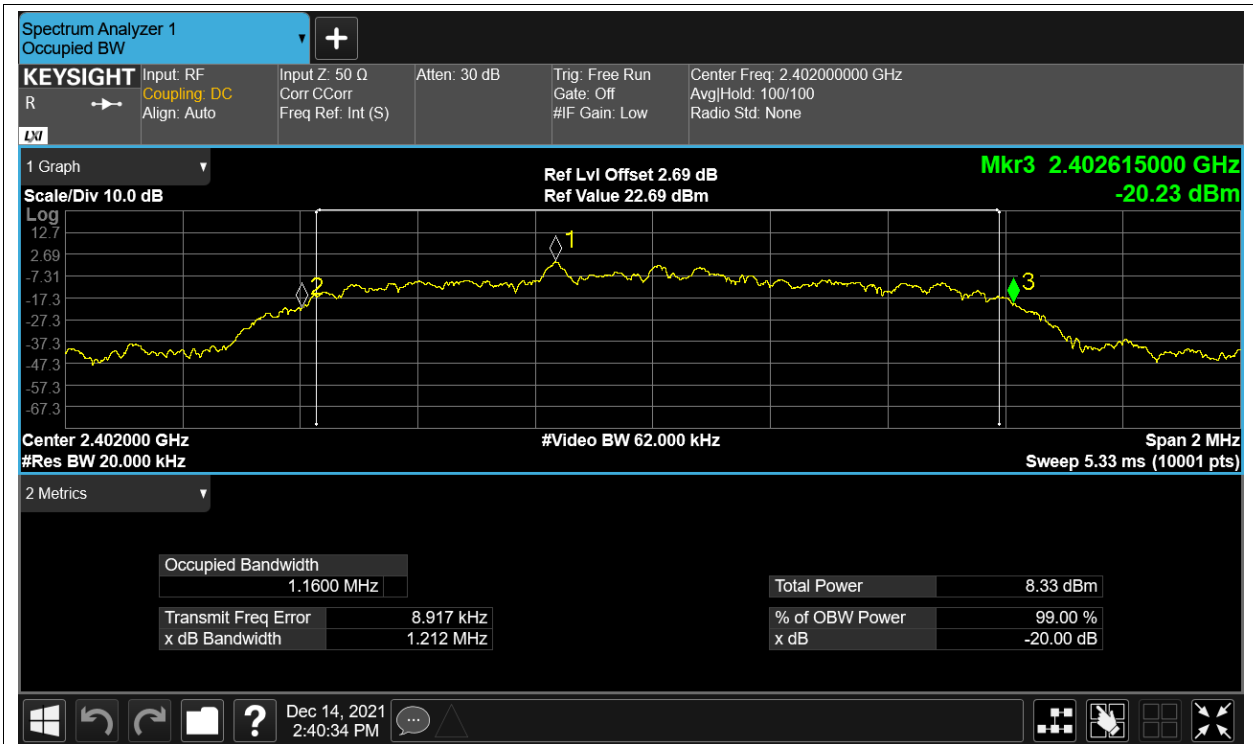 Spectrum Analyzer 1
Occupied BW
KEYSIGHT
R
LXI
Input: RF
Coupling: DC
Align: Auto
Input Z: 50 Ω
Corr CCorr
Freq Ref: Int (S)
Atten: 30 dB
Trig: Free Run
Gate: Off
#IF Gain: Low
Center Freq: 2.402000000 GHz
Avg|Hold: 100/100
Radio Std: None
1 Graph
Scale/Div 10.0 dB
Ref Lvl Offset 2.69 dB
Ref Value 22.69 dBm
Mkr3 2.402615000 GHz
-20.23 dBm
Log
12.7
2.69
-7.31
-17.3
-27.3
-37.3
-47.3
-57.3
-67.3
1
2
3
Center 2.402000 GHz
#Res BW 20.000 kHz
#Video BW 62.000 kHz
Span 2 MHz
Sweep 5.33 ms (10001 pts)
2 Metrics
Occupied Bandwidth
1.1600 MHz
Transmit Freq Error 8.917 kHz
x dB Bandwidth 1.212 MHz
Total Power 8.33 dBm
% of OBW Power 99.00 %
x dB -20.00 dB
?
Dec 14, 2021
2:40:34 PM